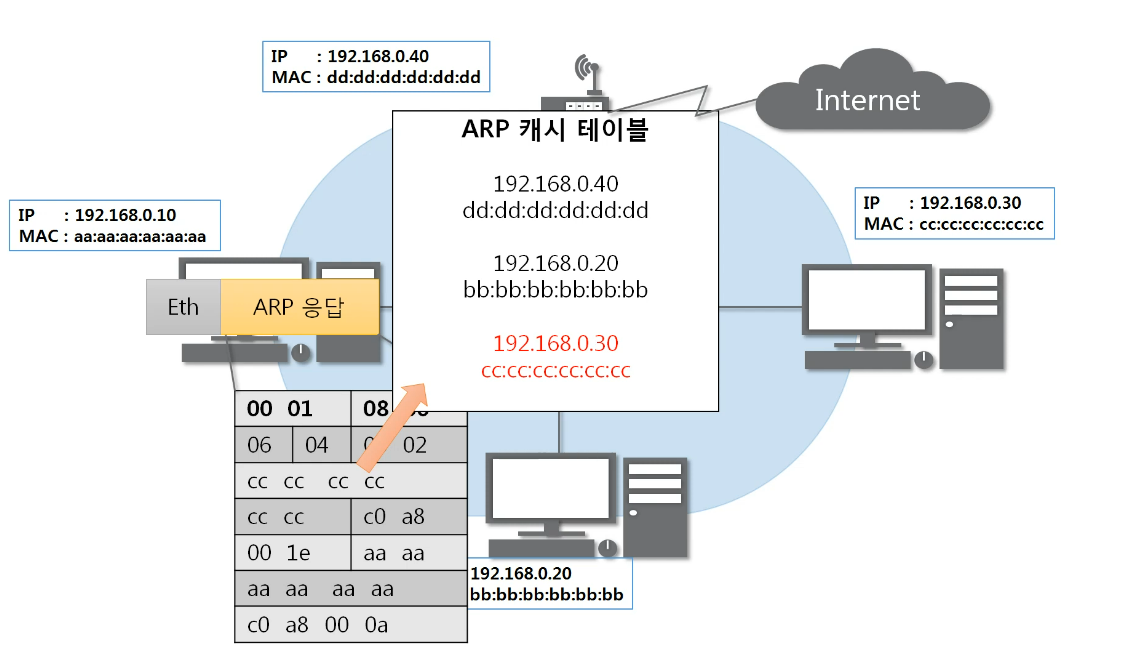 IP : 192.168.0.40
MAC : dd:dd:dd:dd:dd:dd
Internet
ARP 캐시 테이블
192.168.0.40
dd:dd:dd:dd:dd:dd
192.168.0.20
bb:bb:bb:bb:bb:bb
192.168.0.30
cc:cc:cc:cc:cc:cc
IP : 192.168.0.10
MAC : aa:aa:aa:aa:aa:aa
IP : 192.168.0.30
MAC : cc:cc:cc:cc:cc:cc
Eth ARP 응답
00 01 08
06 04 02
cc cc cc cc
cc cc c0 a8
00 1e aa aa
aa aa aa aa
c0 a8 00 0a
192.168.0.20
bb:bb:bb:bb:bb:bb